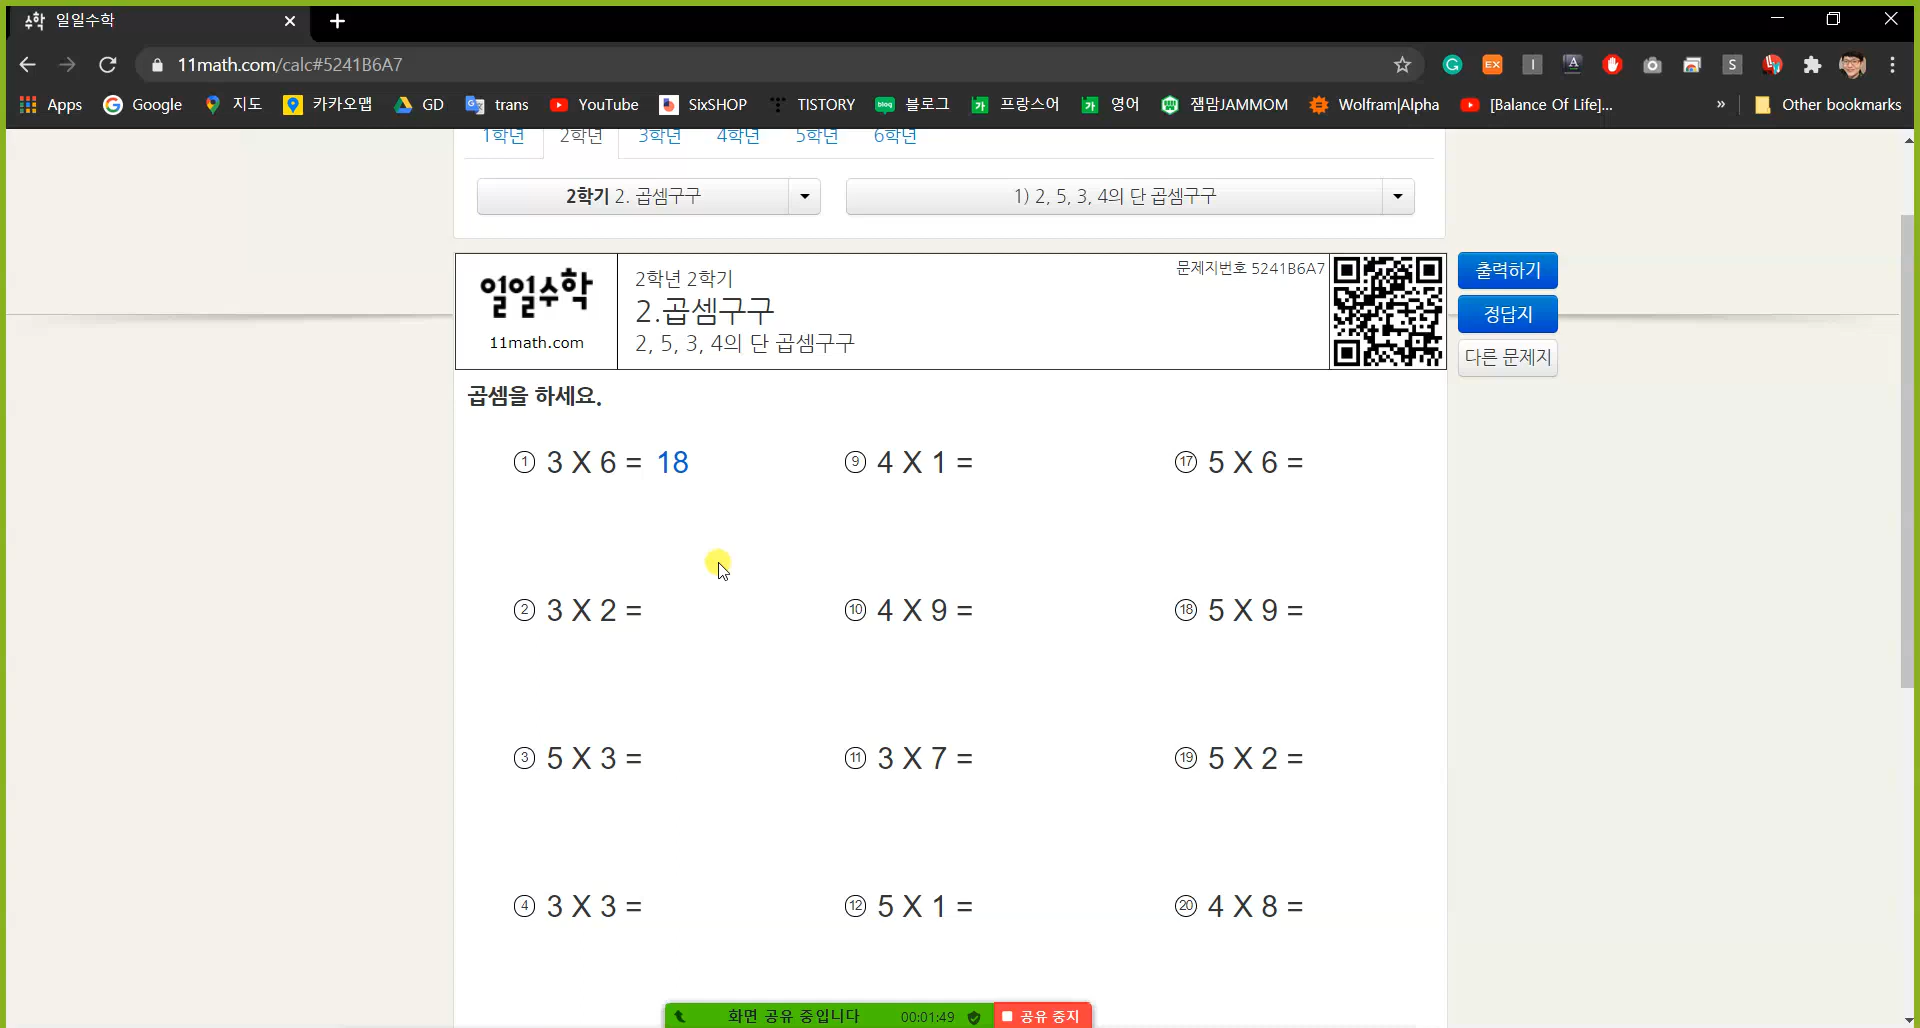 일일수학
11math.com/calc#5241B6A7
Apps Google 지도 카카오맵 GD trans YouTube SixSHOP TISTORY 블로그 프랑스어 영어 잼맘JAMMOM Wolfram|Alpha [Balance Of Life]... » Other bookmarks
1학년 2학년 3학년 4학년 5학년 6학년
2학기 2. 곱셈구구 1) 2, 5, 3, 4의 단 곱셈구구
일일수학
11math.com
2학년 2학기
2.곱셈구구
2, 5, 3, 4의 단 곱셈구구
문제지번호 5241B6A7
출력하기
정답지
다른 문제지
곱셈을 하세요.
① 3 X 6 = 18 ⑨ 4 X 1 = ⑰ 5 X 6 =
② 3 X 2 = ⑩ 4 X 9 = ⑱ 5 X 9 =
③ 5 X 3 = ⑪ 3 X 7 = ⑲ 5 X 2 =
④ 3 X 3 = ⑫ 5 X 1 = ⑳ 4 X 8 =
화면 공유 중입니다 00:01:49 공유 중지